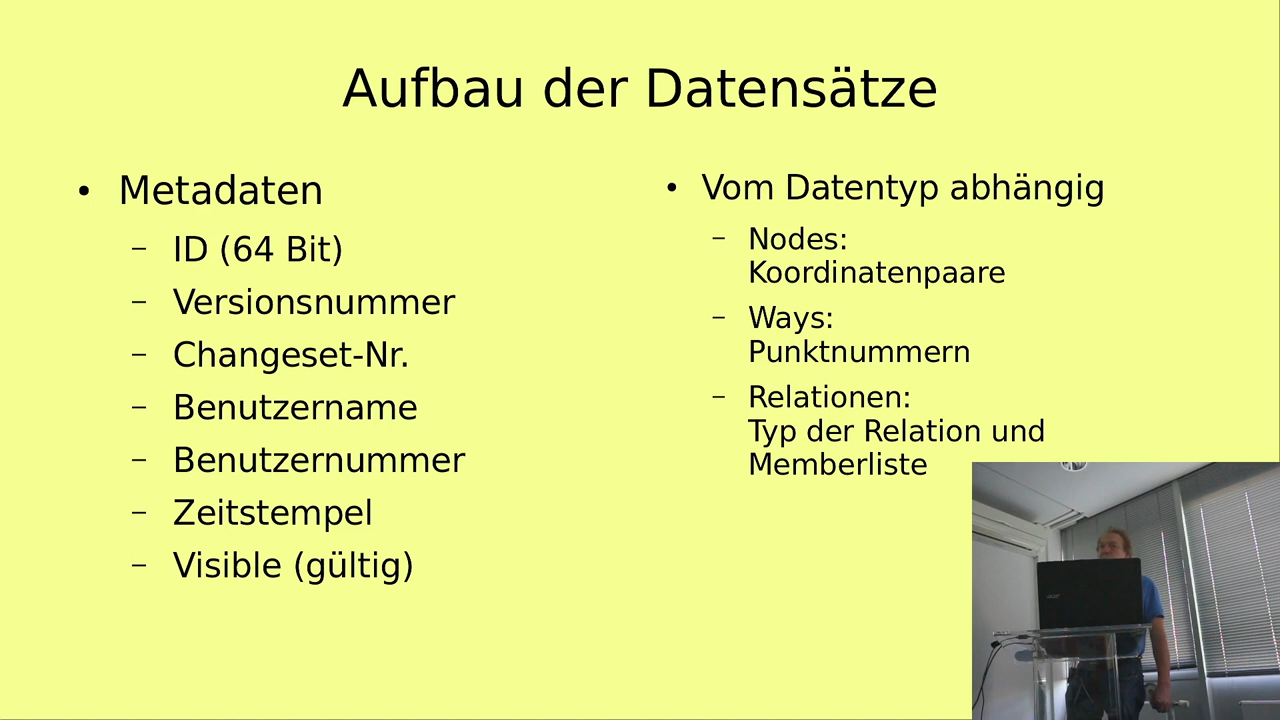 Aufbau der Datensätze
• Metadaten
– ID (64 Bit)
– Versionsnummer
– Changeset-Nr.
– Benutzername
– Benutzernummer
– Zeitstempel
– Visible (gültig)
• Vom Datentyp abhängig
– Nodes:
Koordinatenpaare
– Ways:
Punktnummern
– Relationen:
Typ der Relation und
Memberliste